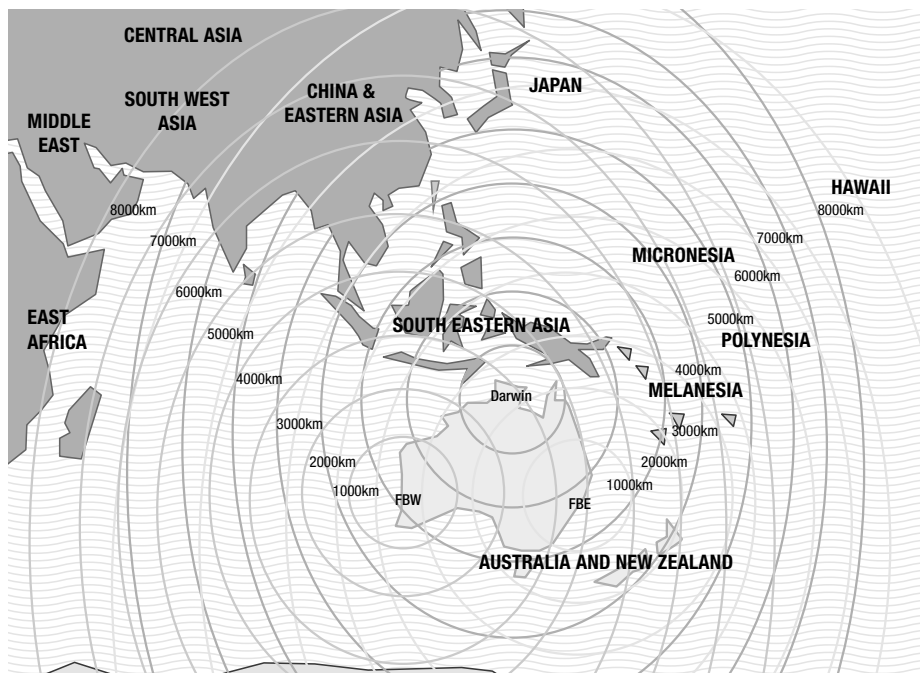 CENTRAL ASIA
JAPAN
CHINA &
EASTERN ASIA
SOUTH WEST
ASIA
MIDDLE
EAST
HAWAII
8000km
8000km
7000km
7000km
MICRONESIA
6000km
6000km
EAST
AFRICA
5000km
5000km
SOUTH EASTERN ASIA
POLYNESIA
4000km
4000km
MELANESIA
Darwin
3000km
3000km
2000km
2000km
1000km
1000km
FBW
FBE
AUSTRALIA AND NEW ZEALAND